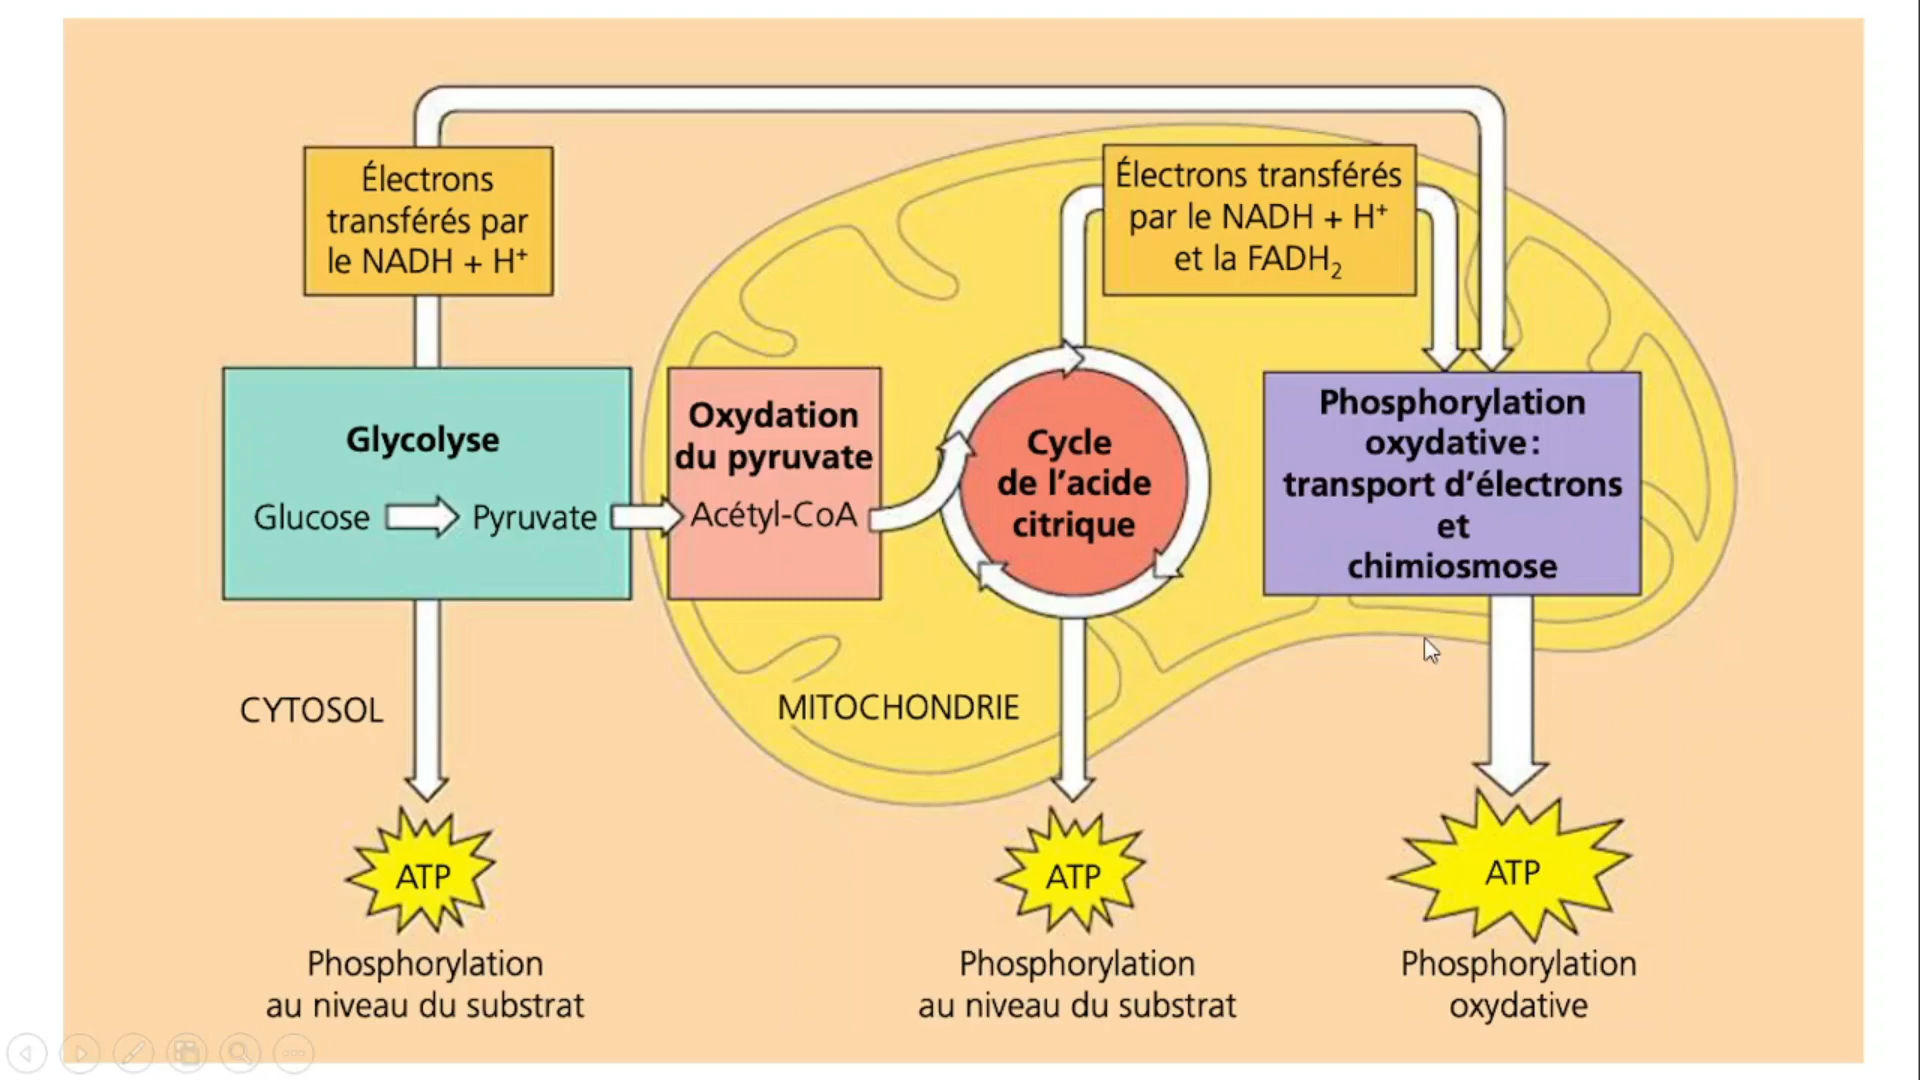 Électrons
transférés par
le NADH + H⁺
Électrons transférés
par le NADH + H⁺
et la FADH₂
Glycolyse
Glucose
Pyruvate
Oxydation
du pyruvate
Acétyl-CoA
Cycle
de l’acide
citrique
Phosphorylation
oxydative :
transport d’électrons
et
chimiosmose
CYTOSOL
MITOCHONDRIE
ATP
ATP
ATP
Phosphorylation
au niveau du substrat
Phosphorylation
au niveau du substrat
Phosphorylation
oxydative